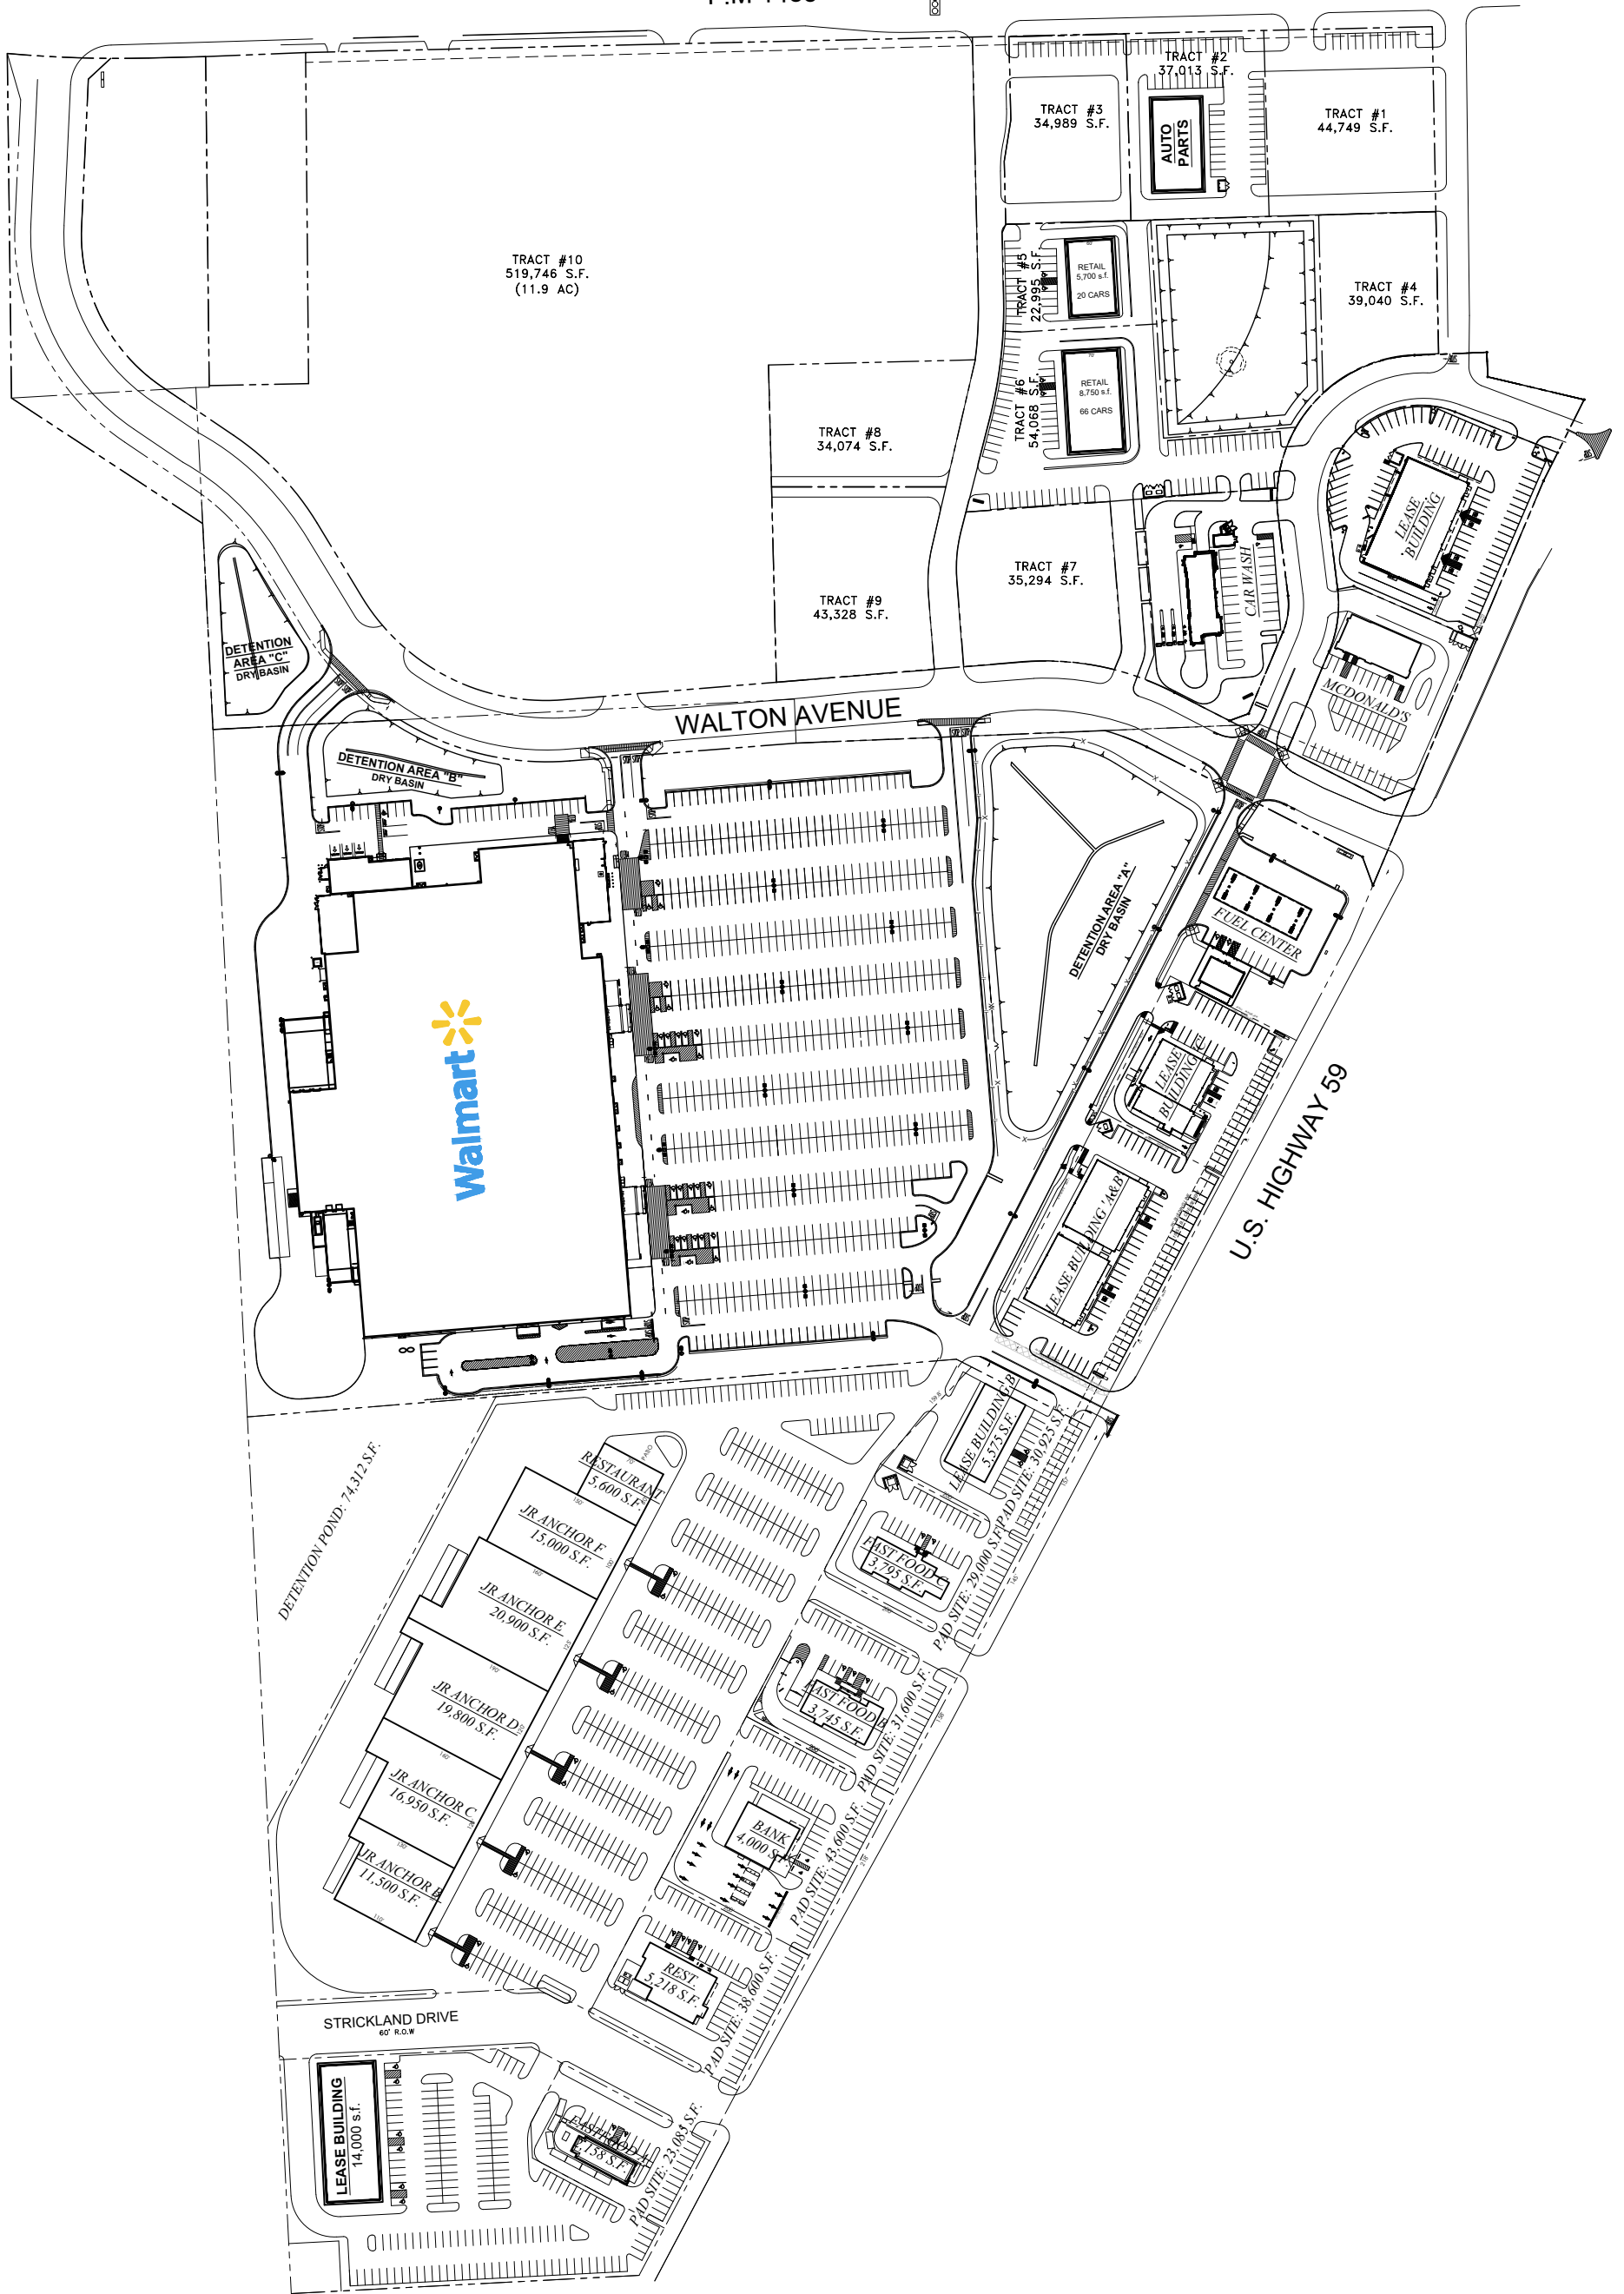 TRACT #2
37,013 S.F.
TRACT #3
34,989 S.F.
AUTO
PARTS
TRACT #1
44,749 S.F.
TRACT #10
519,746 S.F.
(11.9 AC)
TRACT #5
22,995 S.F.
RETAIL
5,700 s.f.
20 CARS
TRACT #4
39,040 S.F.
TRACT #6
54,068 S.F.
RETAIL
8,750 s.f.
66 CARS
TRACT #8
34,074 S.F.
LEASE
BUILDING
TRACT #7
35,294 S.F.
CAR WASH
TRACT #9
43,328 S.F.
DETENTION
AREA "C"
DRY BASIN
MCDONALD'S
WALTON AVENUE
DETENTION AREA "B"
DRY BASIN
DETENTION AREA "A"
DRY BASIN
FUEL CENTER
Walmart
LEASE
BUILDING 'C'
U.S. HIGHWAY 59
LEASE BUILDING 'A&B'
LEASE BUILDING B
5,575 S.F.
PAD SITE: 30,925 S.F.
DETENTION POND: 74,312 S.F.
RESTAURANT
5,600 S.F.
PATIO
JR ANCHOR F
15,000 S.F.
FAST FOOD C
3,795 S.F.
PAD SITE: 29,000 S.F.
JR ANCHOR E
20,900 S.F.
JR ANCHOR D
19,800 S.F.
FAST FOOD B
3,745 S.F.
PAD SITE: 31,600 S.F.
JR ANCHOR C
16,950 S.F.
BANK
4,000 S.F.
PAD SITE: 43,600 S.F.
JR ANCHOR B
11,500 S.F.
REST.
5,218 S.F.
PAD SITE: 38,600 S.F.
STRICKLAND DRIVE
60' R.O.W
LEASE BUILDING
14,000 s.f.
FAST FOOD
2,158 S.F.
PAD SITE: 23,085 S.F.